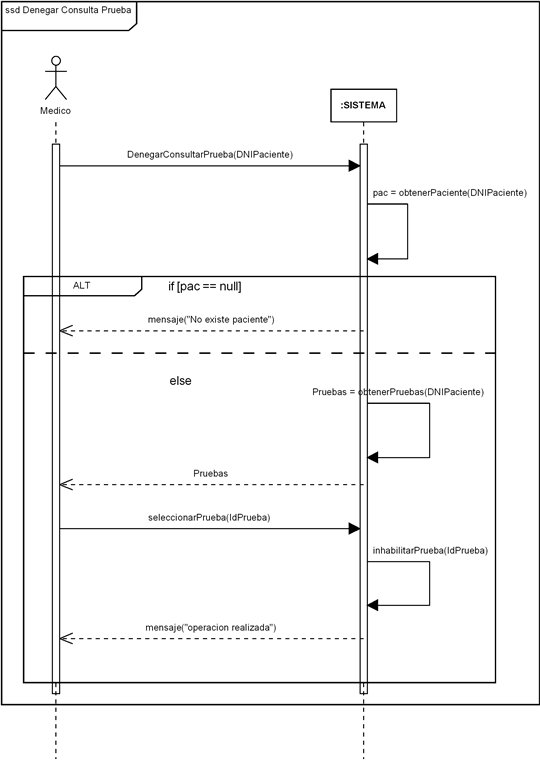 ssd Denegar Consulta Prueba
Medico
:SISTEMA
DenegarConsultarPrueba(DNIPaciente)
pac = obtenerPaciente(DNIPaciente)
ALT
if [pac == null]
mensaje("No existe paciente")
else
Pruebas = obtenerPruebas(DNIPaciente)
Pruebas
seleccionarPrueba(IdPrueba)
inhabilitarPrueba(IdPrueba)
mensaje("operacion realizada")